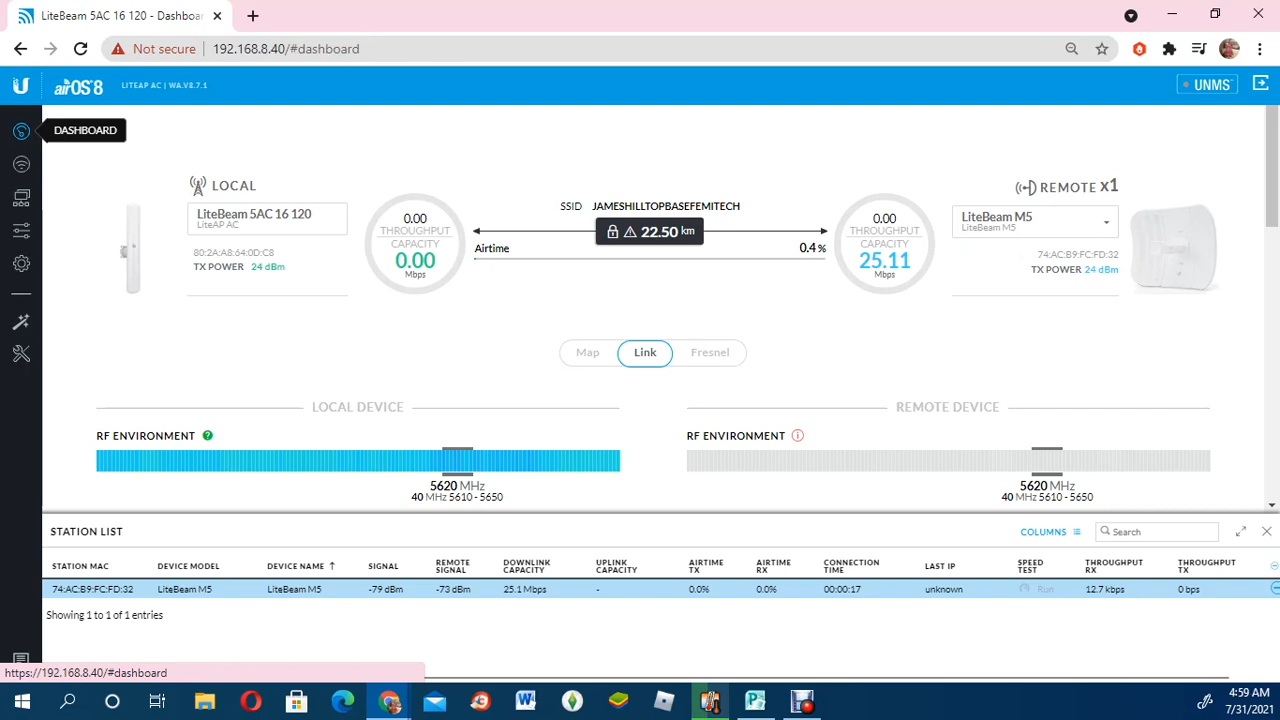 LiteBeam 5AC 16 120 - Dashboar
Not secure 192.168.8.40/#dashboard
airOS 8 LITEAP AC | WA.V8.7.1 UNMS
DASHBOARD
LOCAL
LiteBeam 5AC 16 120
LiteAP AC
80:2A:A8:64:0D:C8
TX POWER 24 dBm
0.00
THROUGHPUT
CAPACITY
0.00
Mbps
SSID JAMESHILLTOPBASEFEMITECH
22.50 km
Airtime 0.4 %
0.00
THROUGHPUT
CAPACITY
25.11
Mbps
REMOTE x1
LiteBeam M5
LiteBeam M5
74:AC:B9:FC:FD:32
TX POWER 24 dBm
Map Link Fresnel
LOCAL DEVICE REMOTE DEVICE
RF ENVIRONMENT ? RF ENVIRONMENT
5620 MHz 5620 MHz
40 MHz 5610 - 5650 40 MHz 5610 - 5650
STATION LIST COLUMNS Search
STATION MAC DEVICE MODEL DEVICE NAME SIGNAL REMOTE SIGNAL DOWNLINK CAPACITY UPLINK CAPACITY AIRTIME TX AIRTIME RX CONNECTION TIME LAST IP SPEED TEST THROUGHPUT RX THROUGHPUT TX
74:AC:B9:FC:FD:32 LiteBeam M5 LiteBeam M5 -79 dBm -73 dBm 25.1 Mbps - 0.0% 0.0% 00:00:17 unknown Run 12.7 kbps 0 bps
Showing 1 to 1 of 1 entries
https://192.168.8.40/#dashboard
4:59 AM
7/31/2021